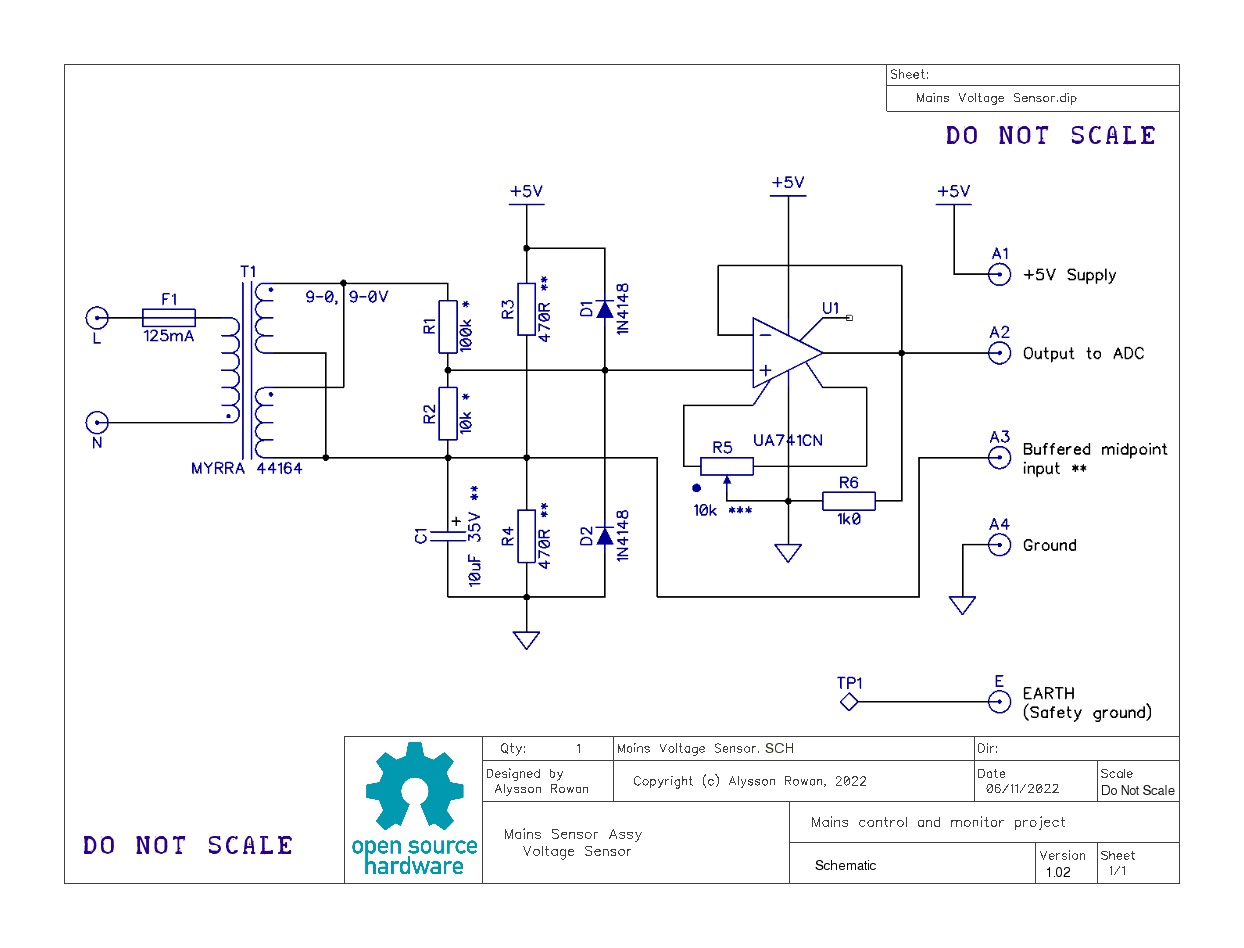 Sheet:
Mains Voltage Sensor.dip
DO NOT SCALE
+5V
+5V
+5V
A1
+5V Supply
T1
9-0, 9-0V
F1
125mA
L
N
MYRRA 44164
R1
100k *
R2
10k *
R3
470R **
D1
1N4148
U1
A2
Output to ADC
UA741CN
R5
10k ***
R6
1k0
A3
Buffered midpoint
input **
C1
+
10uF 35V **
R4
470R **
D2
1N4148
A4
Ground
TP1
E
EARTH
(Safety ground)
DO NOT SCALE
open source
hardware
Qty: 1
Mains Voltage Sensor. SCH
Dir:
Designed by
Alysson Rowan
Copyright (c) Alysson Rowan, 2022
Date
06/11/2022
Scale
Do Not Scale
Mains Sensor Assy
Voltage Sensor
Mains control and monitor project
Schematic
Version
1.02
Sheet
1/1